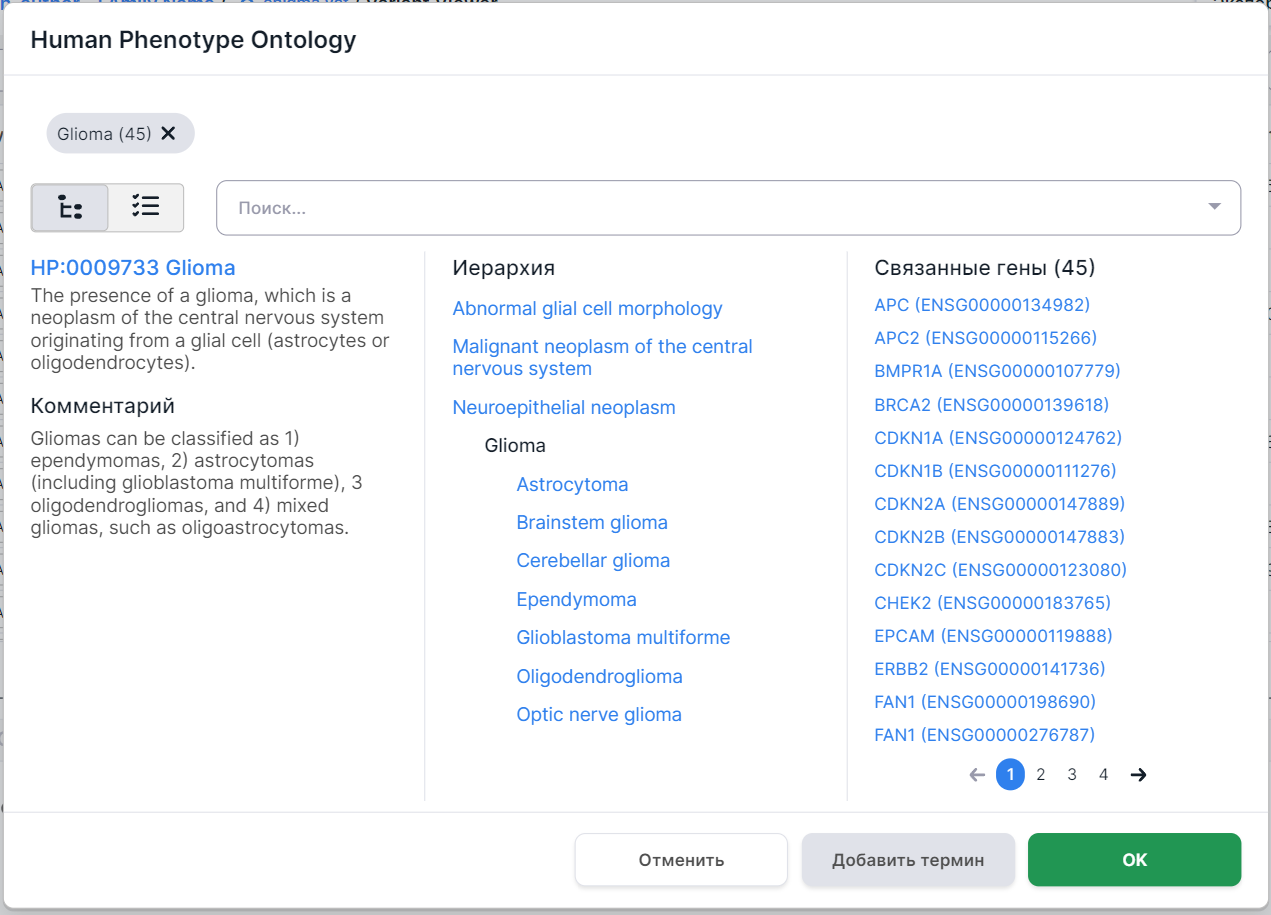 Human Phenotype Ontology
Glioma (45)
Поиск...
HP:0009733 Glioma
The presence of a glioma, which is a
neoplasm of the central nervous system
originating from a glial cell (astrocytes or
oligodendrocytes).
Комментарий
Gliomas can be classified as 1)
ependymomas, 2) astrocytomas
(including glioblastoma multiforme), 3
oligodendrogliomas, and 4) mixed
gliomas, such as oligoastrocytomas.
Иерархия
Abnormal glial cell morphology
Malignant neoplasm of the central
nervous system
Neuroepithelial neoplasm
Glioma
Astrocytoma
Brainstem glioma
Cerebellar glioma
Ependymoma
Glioblastoma multiforme
Oligodendroglioma
Optic nerve glioma
Связанные гены (45)
APC (ENSG00000134982)
APC2 (ENSG00000115266)
BMPR1A (ENSG00000107779)
BRCA2 (ENSG00000139618)
CDKN1A (ENSG00000124762)
CDKN1B (ENSG00000111276)
CDKN2A (ENSG00000147889)
CDKN2B (ENSG00000147883)
CDKN2C (ENSG00000123080)
CHEK2 (ENSG00000183765)
EPCAM (ENSG00000119888)
ERBB2 (ENSG00000141736)
FAN1 (ENSG00000198690)
FAN1 (ENSG00000276787)
1 2 3 4
Отменить
Добавить термин
OK